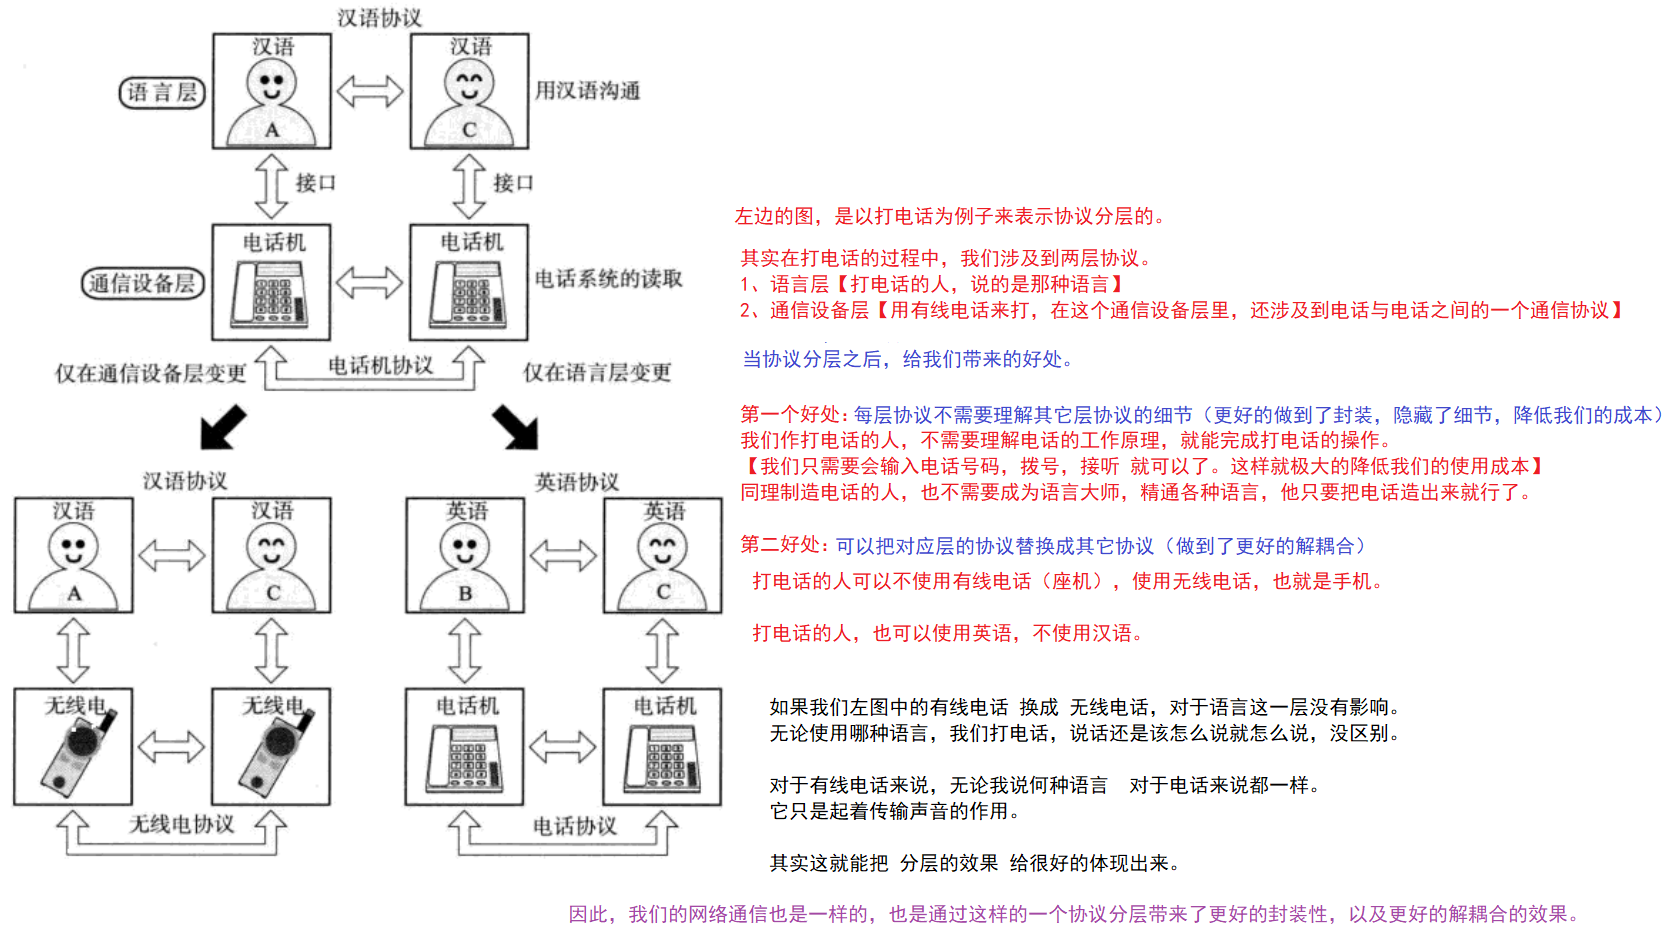 汉语协议
汉语
汉语
语言层
用汉语沟通
A
C
接口
接口
电话机
电话机
通信设备层
电话系统的读取
仅在通信设备层变更
电话机协议
仅在语言层变更
汉语协议
英语协议
汉语
汉语
英语
英语
A
C
B
C
无线电
无线电
电话机
电话机
无线电协议
电话协议
左边的图，是以打电话为例子来表示协议分层的。
其实在打电话的过程中，我们涉及到两层协议。
1、语言层【打电话的人，说的是那种语言】
2、通信设备层【用有线电话来打，在这个通信设备层里，还涉及到电话与电话之间的一个通信协议】
当协议分层之后，给我们带来的好处。
第一个好处：每层协议不需要理解其它层协议的细节（更好的做到了封装，隐藏了细节，降低我们的成本）
我们作打电话的人，不需要理解电话的工作原理，就能完成打电话的操作。
【我们只需要会输入电话号码，拨号，接听 就可以了。这样就极大的降低我们的使用成本】
同理制造电话的人，也不需要成为语言大师，精通各种语言，他只要把电话造出来就行了。
第二好处：可以把对应层的协议替换成其它协议（做到了更好的解耦合）
打电话的人可以不使用有线电话（座机），使用无线电话，也就是手机。
打电话的人，也可以使用英语，不使用汉语。
如果我们左图中的有线电话 换成 无线电话，对于语言这一层没有影响。
无论使用哪种语言，我们打电话，说话还是该怎么说就怎么说，没区别。
对于有线电话来说，无论我说何种语言 对于电话来说都一样。
它只是起着传输声音的作用。
其实这就能把 分层的效果 给很好的体现出来。
因此，我们的网络通信也是一样的，也是通过这样的一个协议分层带来了更好的封装性，以及更好的解耦合的效果。